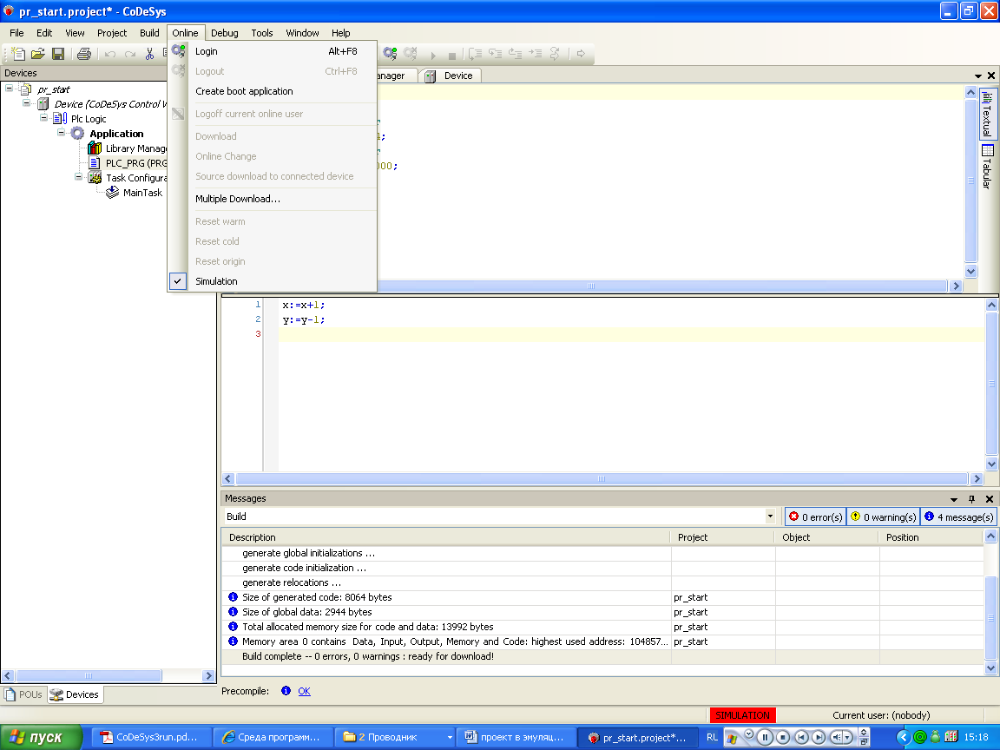 pr_start.project* - CoDeSys
File Edit View Project Build Online Debug Tools Window Help
Devices
pr_start
Device (CoDeSys Control
Plc Logic
Application
Library Manag
PLC_PRG (PRG
Task Configura
MainTask
Login Alt+F8
Logout Ctrl+F8
Create boot application
Logoff current online user
Download
Online Change
Source download to connected device
Multiple Download...
Reset warm
Reset cold
Reset origin
Simulation
anager
Device
;
00;
Textual
Tabular
1 x:=x+1;
2 y:=y-1;
3
Messages
Build
0 error(s) 0 warning(s) 4 message(s)
Description Project Object Position
generate global initializations ...
generate code initialization ...
generate relocations ...
Size of generated code: 8064 bytes pr_start
Size of global data: 2944 bytes pr_start
Total allocated memory size for code and data: 13992 bytes pr_start
Memory area 0 contains Data, Input, Output, Memory and Code: highest used address: 104857... pr_start
Build complete -- 0 errors, 0 warnings : ready for download!
POUs Devices
Precompile: OK
SIMULATION Current user: (nobody)
пуск CoDeSys3run.pd... Среда программ... 2 Проводник проект в эмуляц... pr_start.project*... RL 15:18